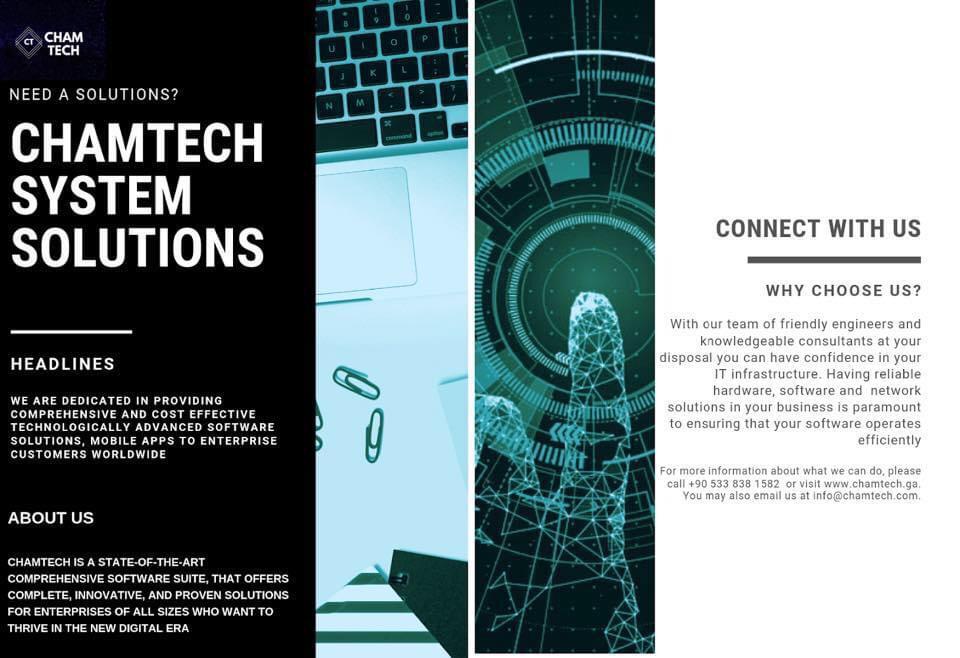 CT
CHAM
TECH
NEED A SOLUTIONS?
CHAMTECH
SYSTEM
SOLUTIONS
HEADLINES
WE ARE DEDICATED IN PROVIDING
COMPREHENSIVE AND COST EFFECTIVE
TECHNOLOGICALLY ADVANCED SOFTWARE
SOLUTIONS, MOBILE APPS TO ENTERPRISE
CUSTOMERS WORLDWIDE
ABOUT US
CHAMTECH IS A STATE-OF-THE-ART
COMPREHENSIVE SOFTWARE SUITE, THAT OFFERS
COMPLETE, INNOVATIVE, AND PROVEN SOLUTIONS
FOR ENTERPRISES OF ALL SIZES WHO WANT TO
THRIVE IN THE NEW DIGITAL ERA
8 9 0
U I O P
J K L
N M
command option
CONNECT WITH US
WHY CHOOSE US?
With our team of friendly engineers and
knowledgeable consultants at your
disposal you can have confidence in your
IT infrastructure. Having reliable
hardware, software and network
solutions in your business is paramount
to ensuring that your software operates
efficiently
For more information about what we can do, please
call +90 533 838 1582 or visit www.chamtech.ga.
You may also email us at info@chamtech.com.